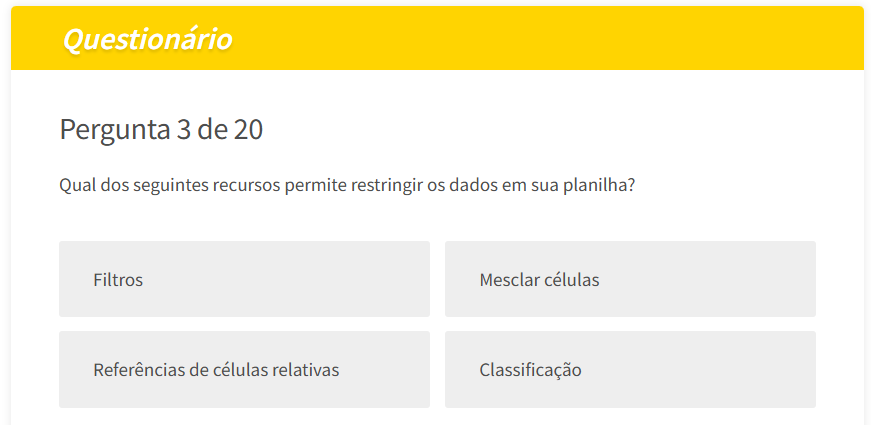 Questionário
Pergunta 3 de 20
Qual dos seguintes recursos permite restringir os dados em sua planilha?
Filtros
Mesclar células
Referências de células relativas
Classificação